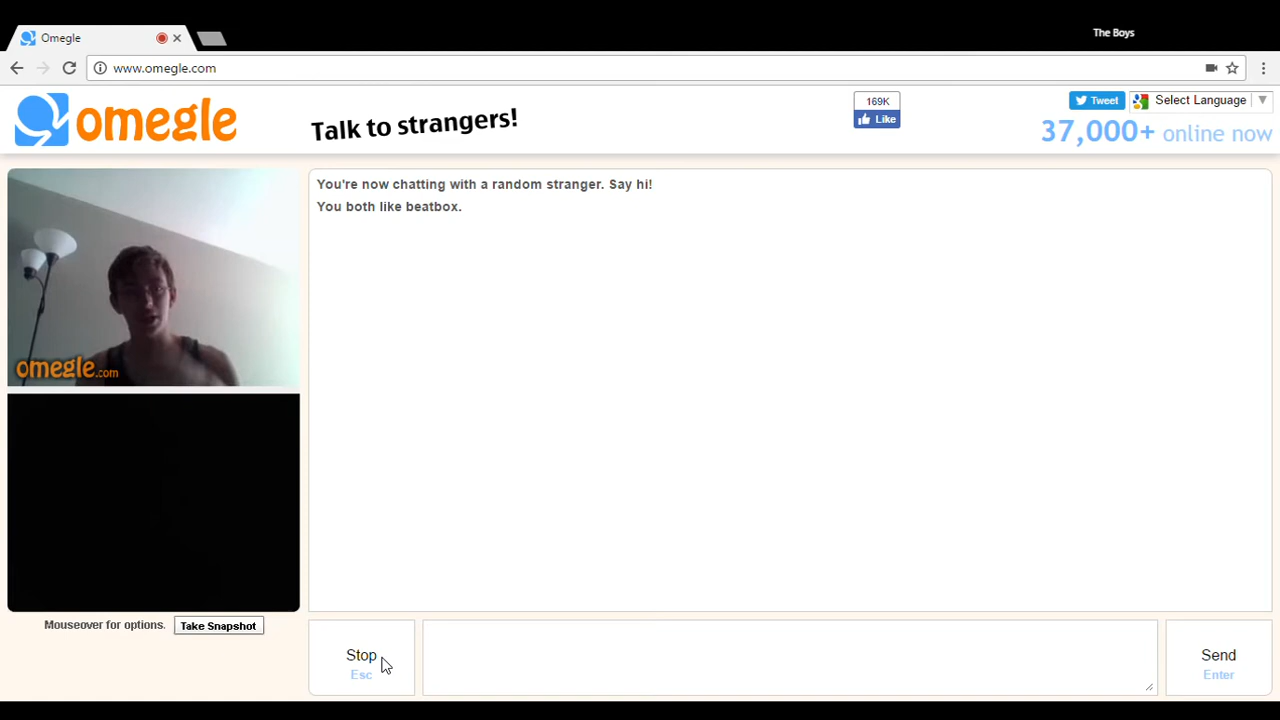 The Boys
Omegle
www.omegle.com
omegle
Talk to strangers!
169K
Like
Tweet
Select Language
37,000+ online now
You're now chatting with a random stranger. Say hi!
You both like beatbox.
omegle.com
Mouseover for options.
Take Snapshot
Stop
Esc
Send
Enter